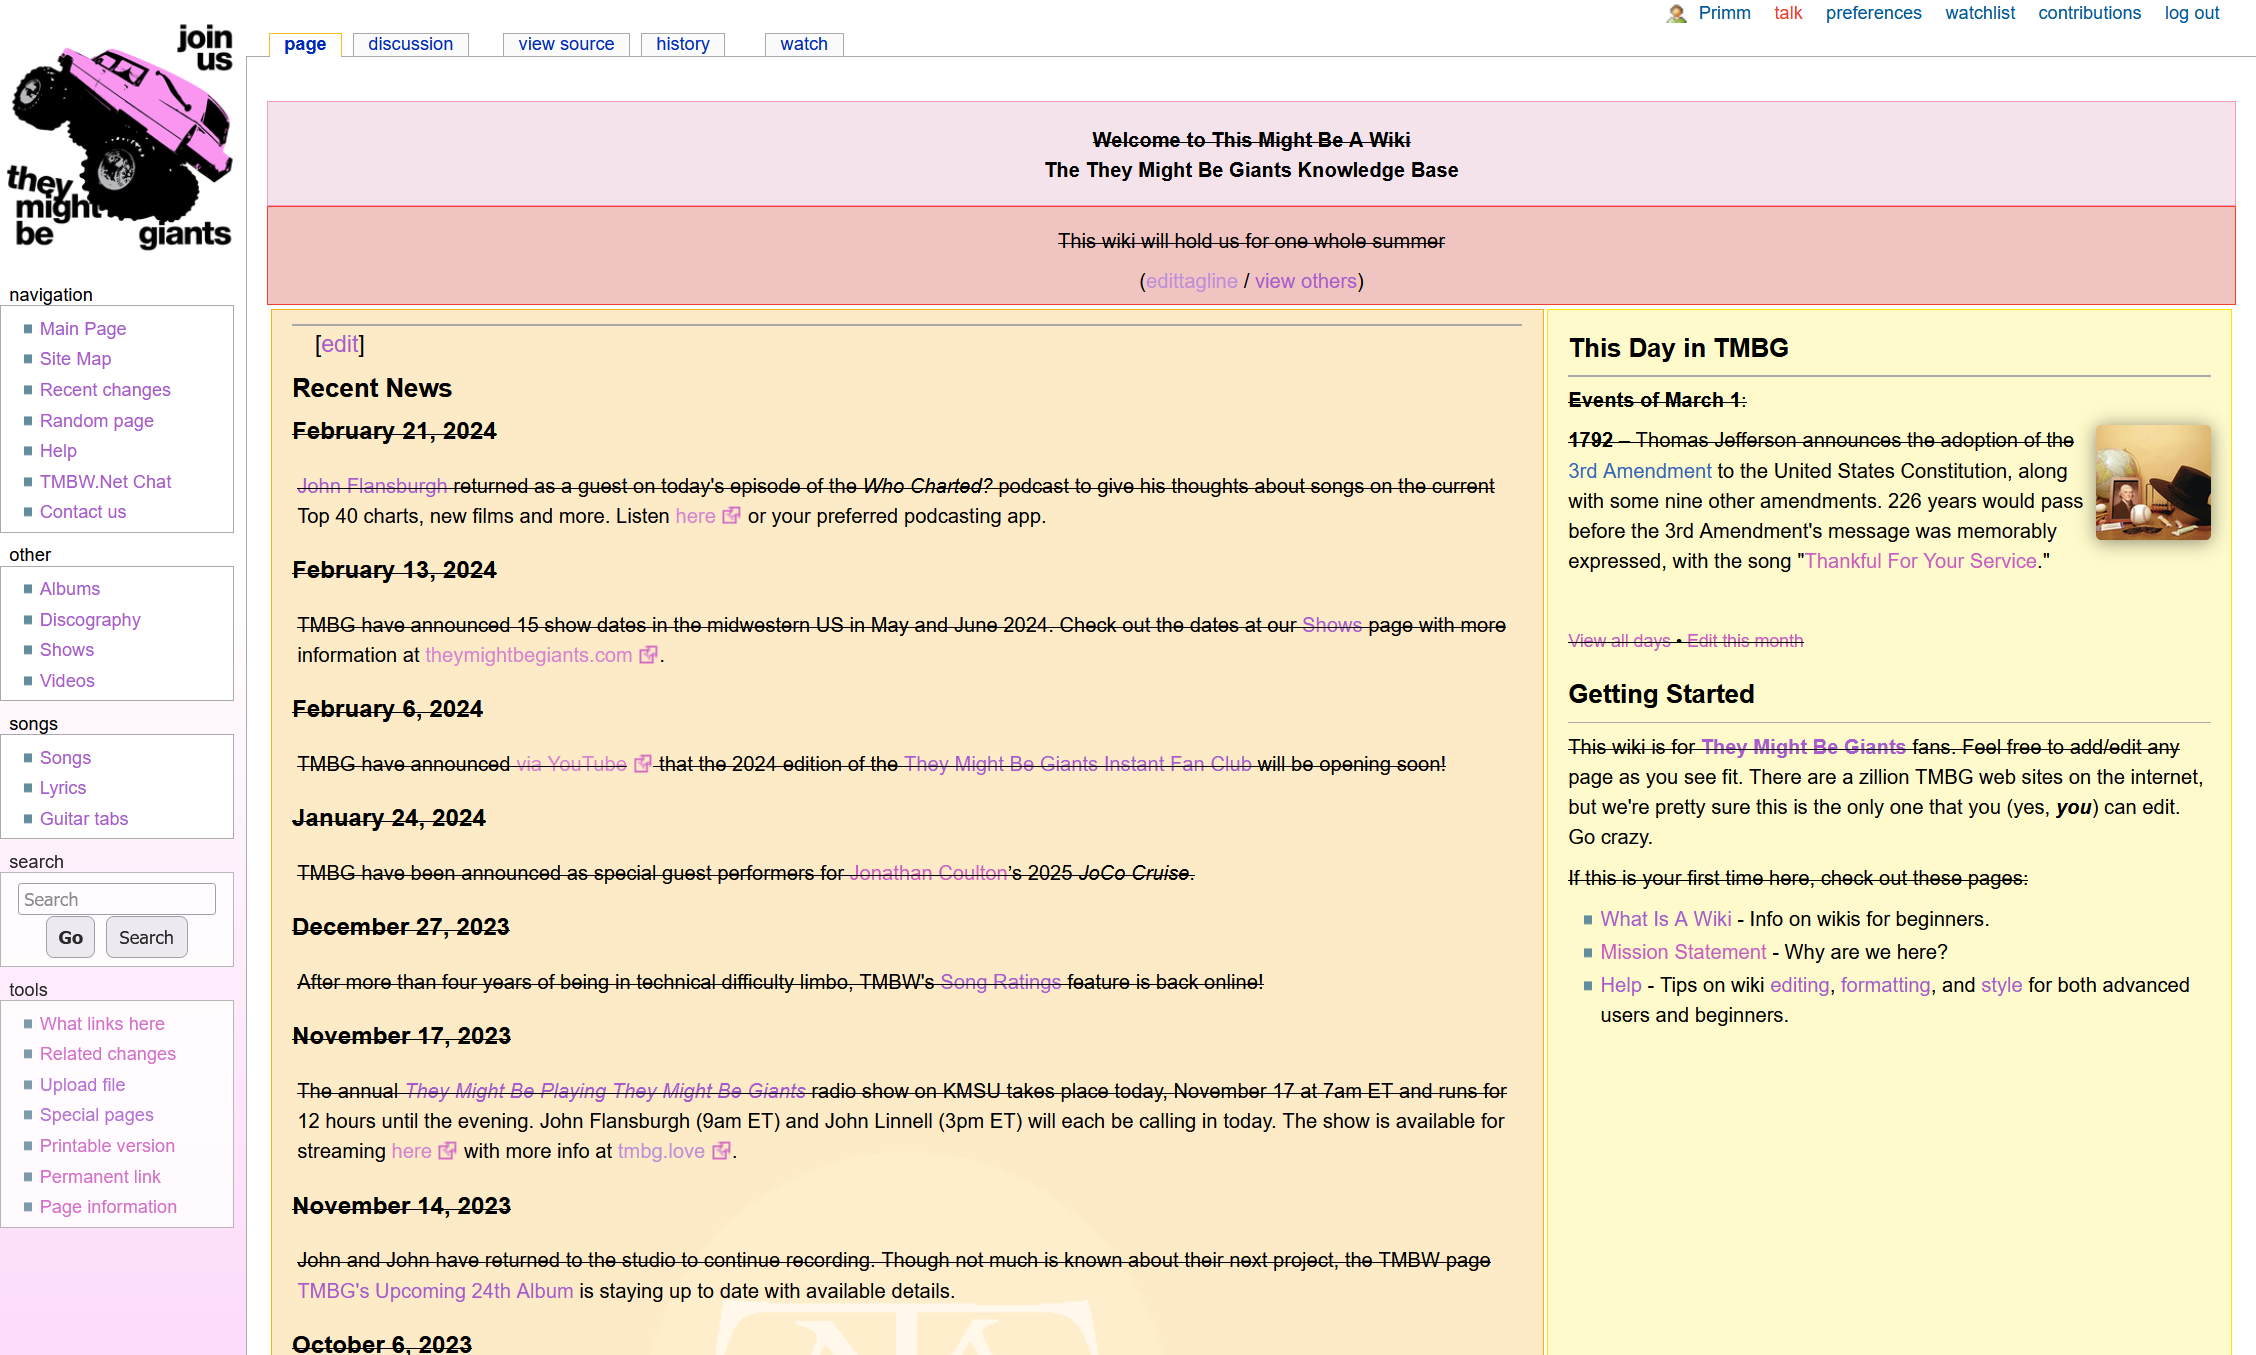 join
us
they
might
be
giants
Primm talk preferences watchlist contributions log out
page discussion view source history watch
Welcome to This Might Be A Wiki
The They Might Be Giants Knowledge Base
This wiki will hold us for one whole summer
(edittagline / view others)
navigation
Main Page
Site Map
Recent changes
Random page
Help
TMBW.Net Chat
Contact us
other
Albums
Discography
Shows
Videos
songs
Songs
Lyrics
Guitar tabs
search
Search
Go Search
tools
What links here
Related changes
Upload file
Special pages
Printable version
Permanent link
Page information
[edit]
Recent News
February 21, 2024
John Flansburgh returned as a guest on today's episode of the Who Charted? podcast to give his thoughts about songs on the current
Top 40 charts, new films and more. Listen here or your preferred podcasting app.
February 13, 2024
TMBG have announced 15 show dates in the midwestern US in May and June 2024. Check out the dates at our Shows page with more
information at theymightbegiants.com.
February 6, 2024
TMBG have announced via YouTube that the 2024 edition of the They Might Be Giants Instant Fan Club will be opening soon!
January 24, 2024
TMBG have been announced as special guest performers for Jonathan Coulton's 2025 JoCo Cruise.
December 27, 2023
After more than four years of being in technical difficulty limbo, TMBW's Song Ratings feature is back online!
November 17, 2023
The annual They Might Be Playing They Might Be Giants radio show on KMSU takes place today, November 17 at 7am ET and runs for
12 hours until the evening. John Flansburgh (9am ET) and John Linnell (3pm ET) will each be calling in today. The show is available for
streaming here with more info at tmbg.love.
November 14, 2023
John and John have returned to the studio to continue recording. Though not much is known about their next project, the TMBW page
TMBG's Upcoming 24th Album is staying up to date with available details.
October 6, 2023
This Day in TMBG
Events of March 1:
1792 – Thomas Jefferson announces the adoption of the
3rd Amendment to the United States Constitution, along
with some nine other amendments. 226 years would pass
before the 3rd Amendment's message was memorably
expressed, with the song "Thankful For Your Service."
View all days • Edit this month
Getting Started
This wiki is for They Might Be Giants fans. Feel free to add/edit any
page as you see fit. There are a zillion TMBG web sites on the internet,
but we're pretty sure this is the only one that you (yes, you) can edit.
Go crazy.
If this is your first time here, check out these pages:
What Is A Wiki - Info on wikis for beginners.
Mission Statement - Why are we here?
Help - Tips on wiki editing, formatting, and style for both advanced
users and beginners.